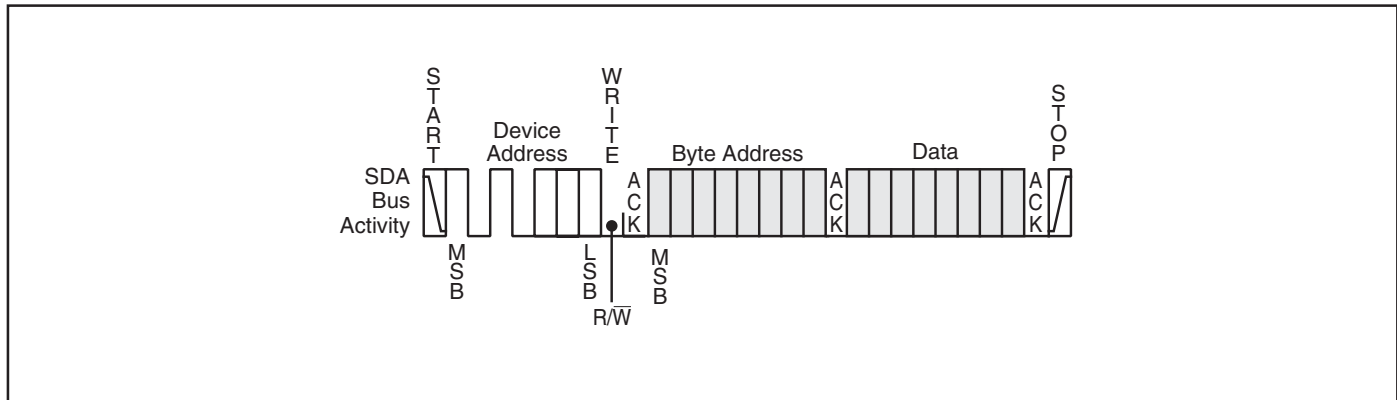 START
WRITE
STOP
Device
Address
Byte Address
Data
SDA
Bus
Activity
ACK
ACK
ACK
MSB
LSB
MSB
R/W̅